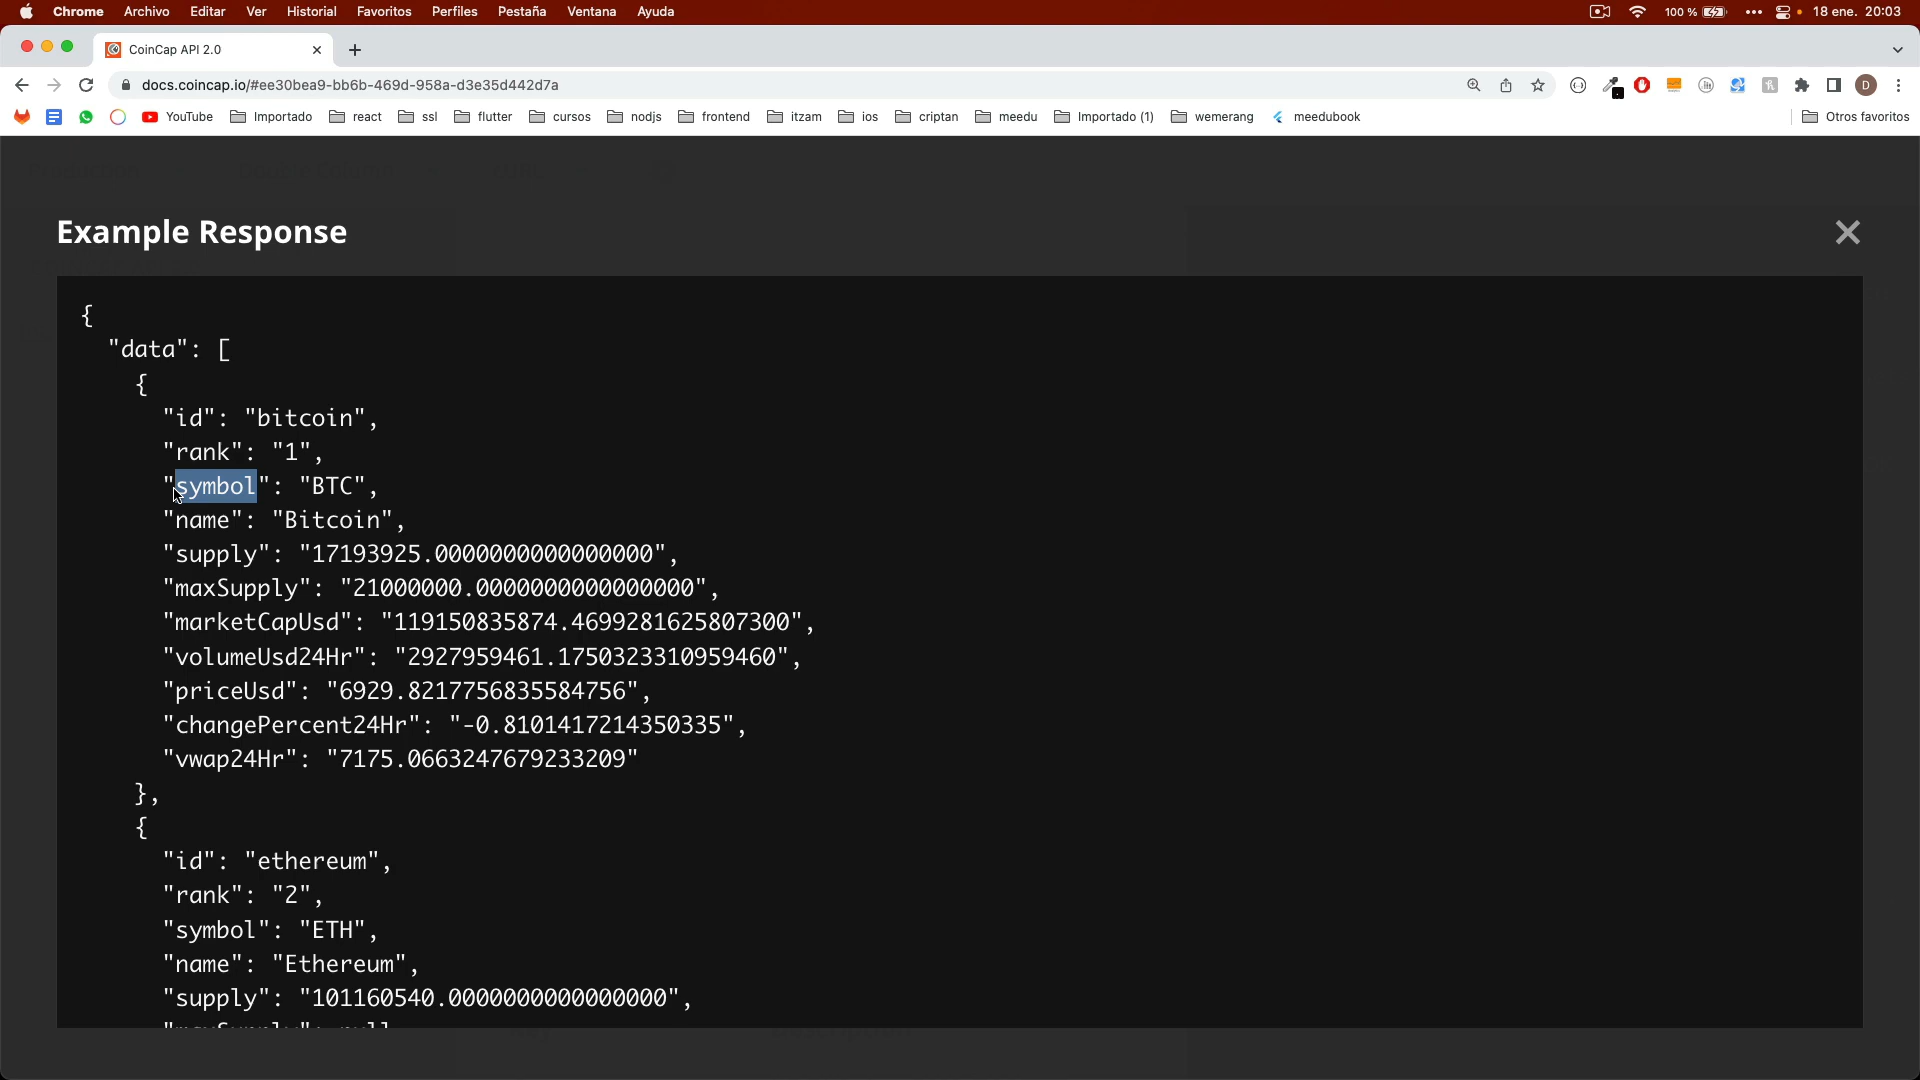 Chrome Archivo Editar Ver Historial Favoritos Perfiles Pestaña Ventana Ayuda 100 % 18 ene. 20:03
CoinCap API 2.0
docs.coincap.io/#ee30bea9-bb6b-469d-958a-d3e35d442d7a D
YouTube Importado react ssl flutter cursos nodjs frontend itzam ios criptan meedu Importado (1) wemerang meedubook Otros favoritos
Example Response
{
"data": [
{
"id": "bitcoin",
"rank": "1",
"symbol": "BTC",
"name": "Bitcoin",
"supply": "17193925.0000000000000000",
"maxSupply": "21000000.0000000000000000",
"marketCapUsd": "119150835874.4699281625807300",
"volumeUsd24Hr": "2927959461.1750323310959460",
"priceUsd": "6929.8217756835584756",
"changePercent24Hr": "-0.8101417214350335",
"vwap24Hr": "7175.0663247679233209"
},
{
"id": "ethereum",
"rank": "2",
"symbol": "ETH",
"name": "Ethereum",
"supply": "101160540.0000000000000000",